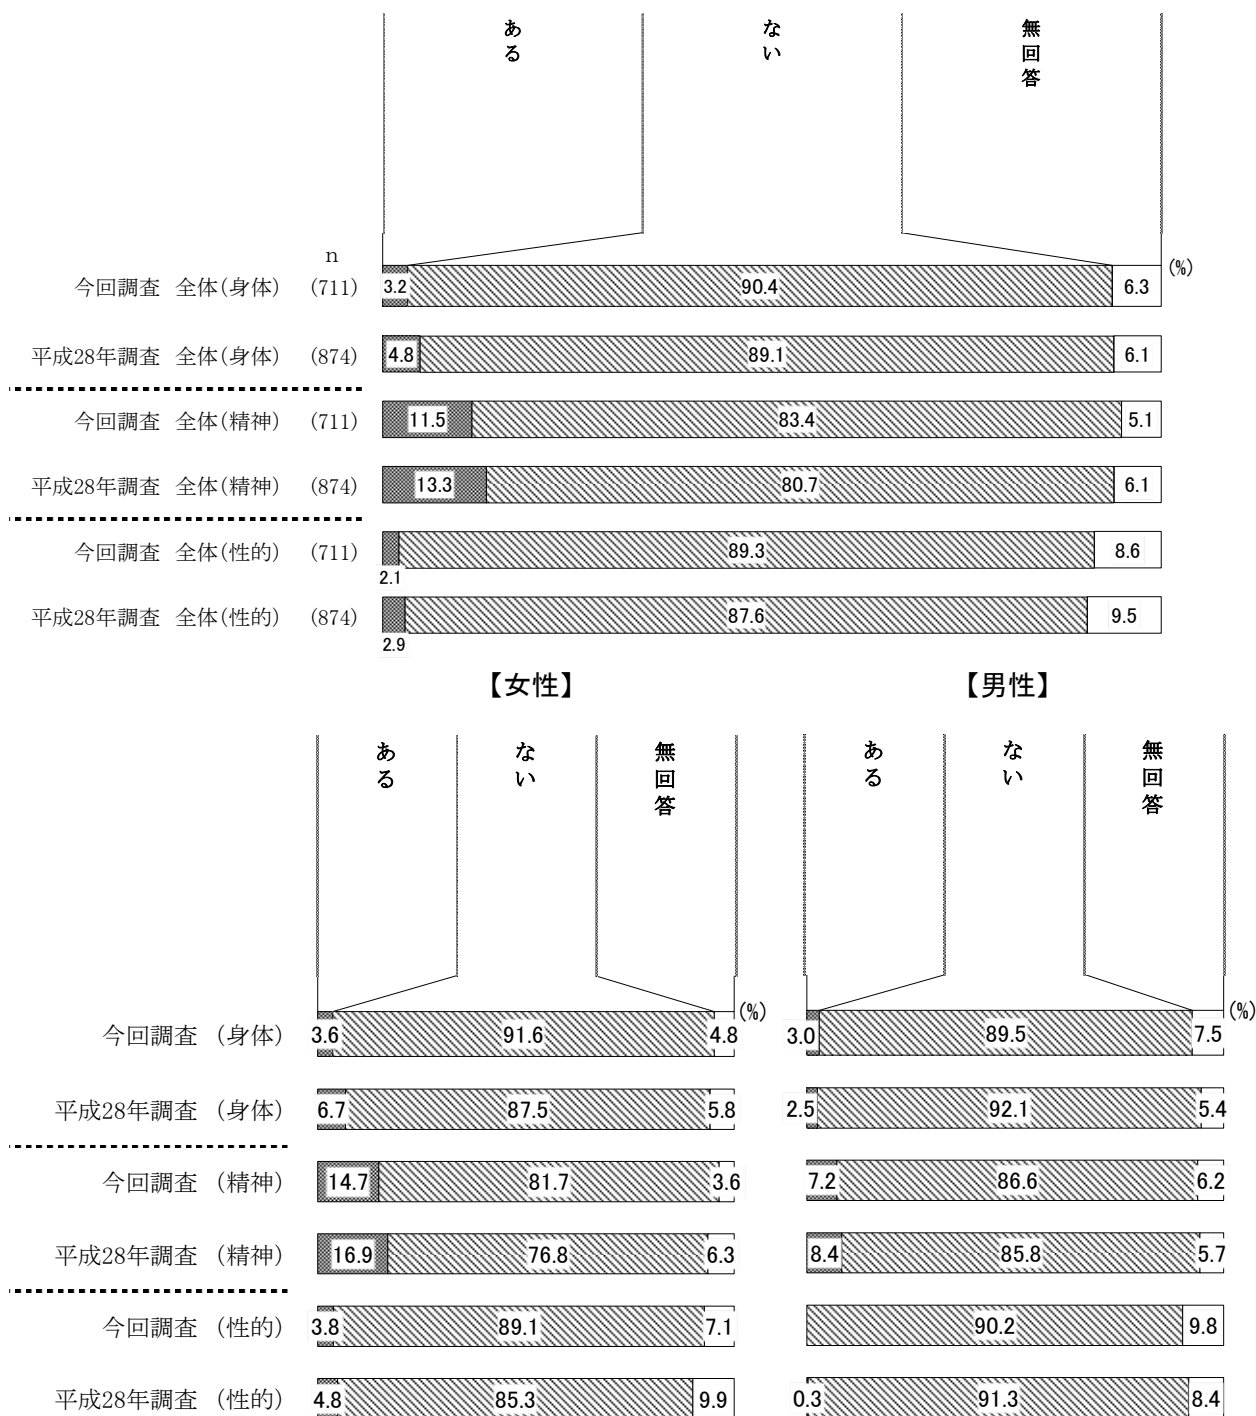 ある ない 無回答
n
(%)
今回調査 全体(身体) (711) 3.2 90.4 6.3
平成28年調査 全体(身体) (874) 4.8 89.1 6.1
今回調査 全体(精神) (711) 11.5 83.4 5.1
平成28年調査 全体(精神) (874) 13.3 80.7 6.1
今回調査 全体(性的) (711) 2.1 89.3 8.6
平成28年調査 全体(性的) (874) 2.9 87.6 9.5
【女性】 【男性】
ある ない 無回答 ある ない 無回答
(%) (%)
今回調査 (身体) 3.6 91.6 4.8 3.0 89.5 7.5
平成28年調査 (身体) 6.7 87.5 5.8 2.5 92.1 5.4
今回調査 (精神) 14.7 81.7 3.6 7.2 86.6 6.2
平成28年調査 (精神) 16.9 76.8 6.3 8.4 85.8 5.7
今回調査 (性的) 3.8 89.1 7.1 90.2 9.8
平成28年調査 (性的) 4.8 85.3 9.9 0.3 91.3 8.4